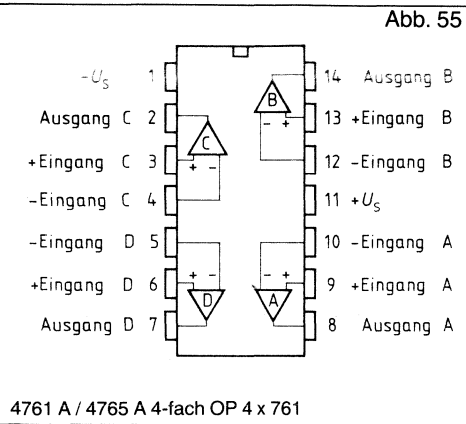 Abb. 55
-U_S 1 14 Ausgang B
Ausgang C 2 B 13 +Eingang B
+Eingang C 3 C 12 -Eingang B
-Eingang C 4 11 +U_S
-Eingang D 5 10 -Eingang A
+Eingang D 6 9 +Eingang A
Ausgang D 7 D A 8 Ausgang A
4761 A / 4765 A 4-fach OP 4 x 761